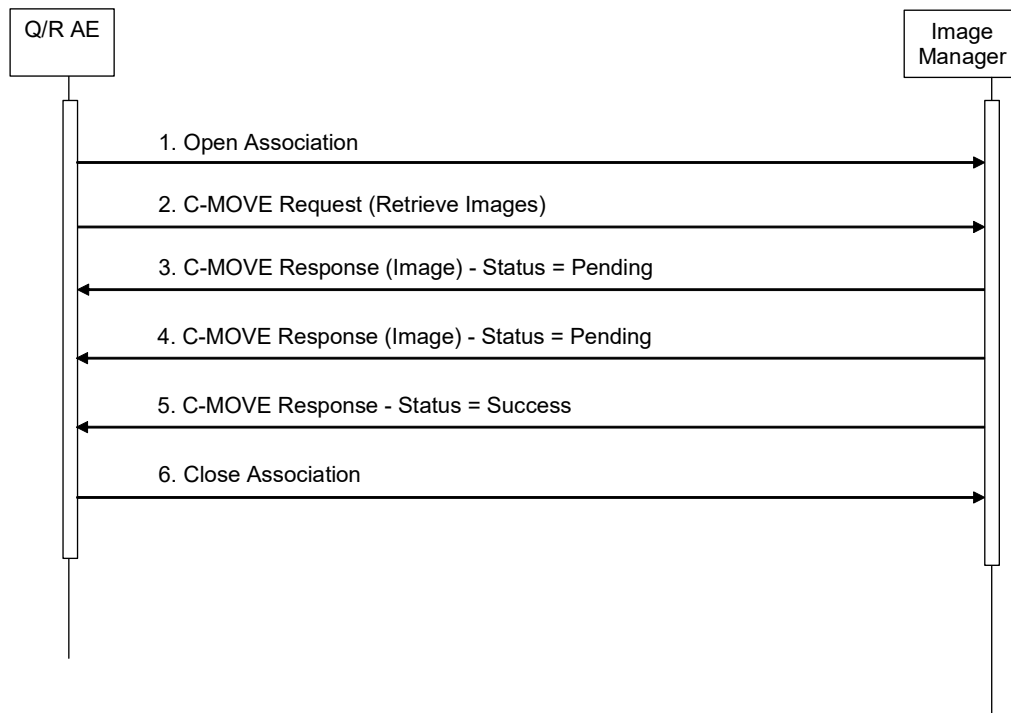 Q/R AE
Image
Manager
1. Open Association
2. C-MOVE Request (Retrieve Images)
3. C-MOVE Response (Image) - Status = Pending
4. C-MOVE Response (Image) - Status = Pending
5. C-MOVE Response - Status = Success
6. Close Association